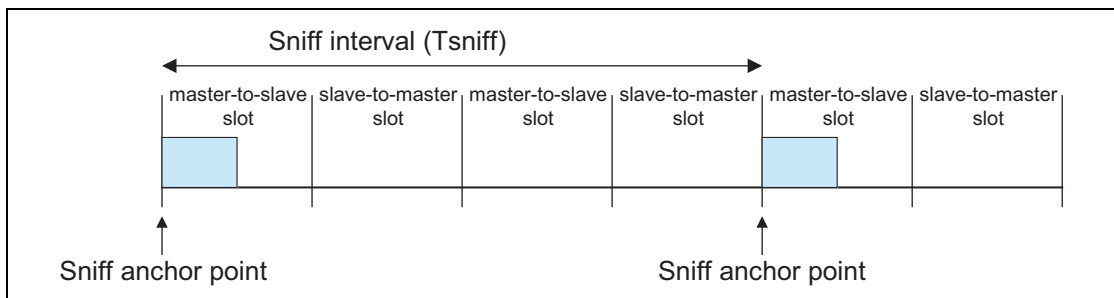 Sniff interval (Tsniff)
master-to-slave slave-to-master master-to-slave slave-to-master master-to-slave slave-to-master
slot slot slot slot slot slot
Sniff anchor point Sniff anchor point